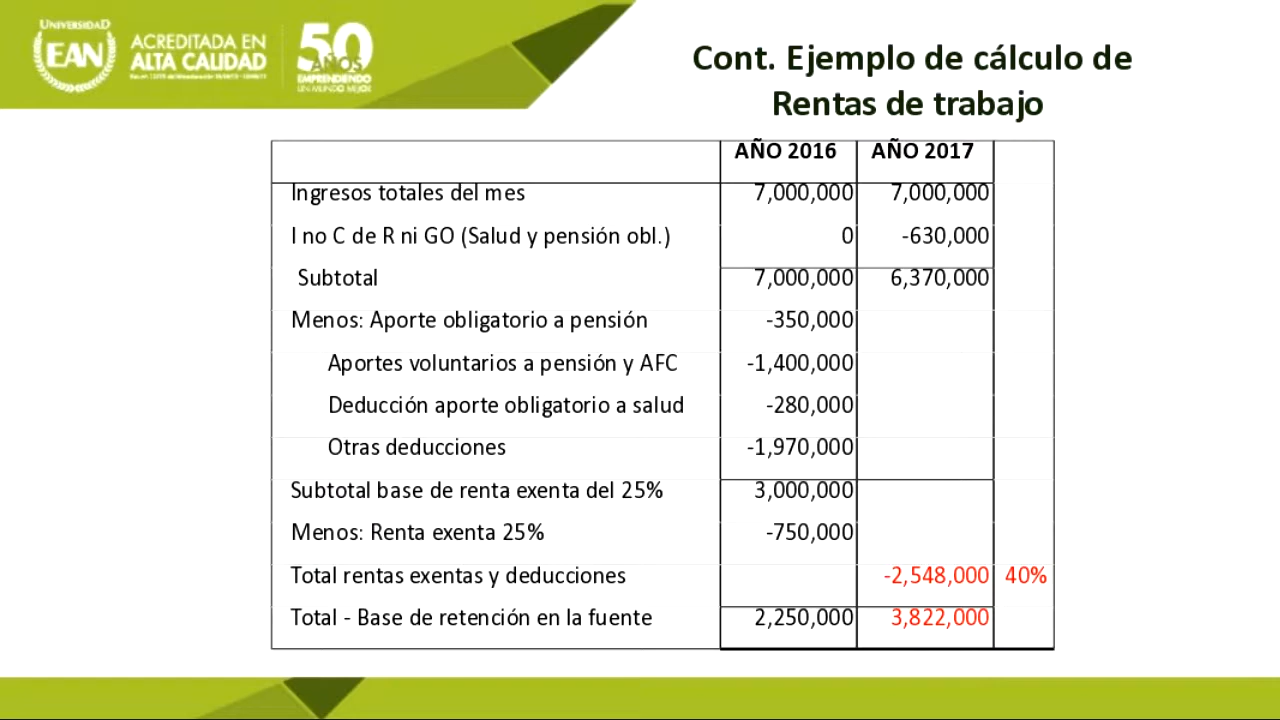 UNIVERSIDAD
EAN
ACREDITADA EN
ALTA CALIDAD
50
AÑOS
EMPRENDIENDO
UN MUNDO MEJOR
Cont. Ejemplo de cálculo de
Rentas de trabajo
AÑO 2016 AÑO 2017
Ingresos totales del mes 7,000,000 7,000,000
I no C de R ni GO (Salud y pensión obl.) 0 -630,000
Subtotal 7,000,000 6,370,000
Menos: Aporte obligatorio a pensión -350,000
Aportes voluntarios a pensión y AFC -1,400,000
Deducción aporte obligatorio a salud -280,000
Otras deducciones -1,970,000
Subtotal base de renta exenta del 25% 3,000,000
Menos: Renta exenta 25% -750,000
Total rentas exentas y deducciones -2,548,000 40%
Total - Base de retención en la fuente 2,250,000 3,822,000